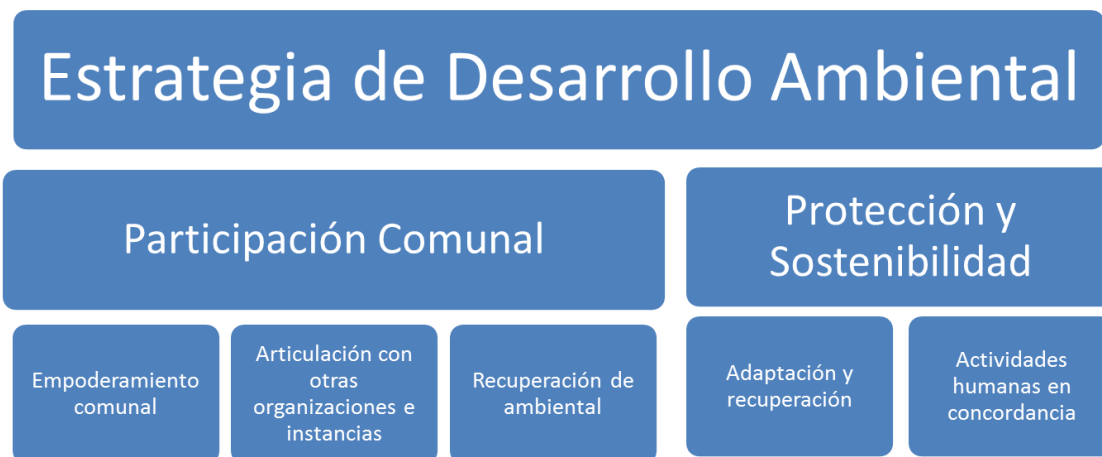 Estrategia de Desarrollo Ambiental
Participación Comunal
Protección y
Sostenibilidad
Empoderamiento
comunal
Articulación con
otras
organizaciones e
instancias
Recuperación de
ambiental
Adaptación y
recuperación
Actividades
humanas en
concordancia